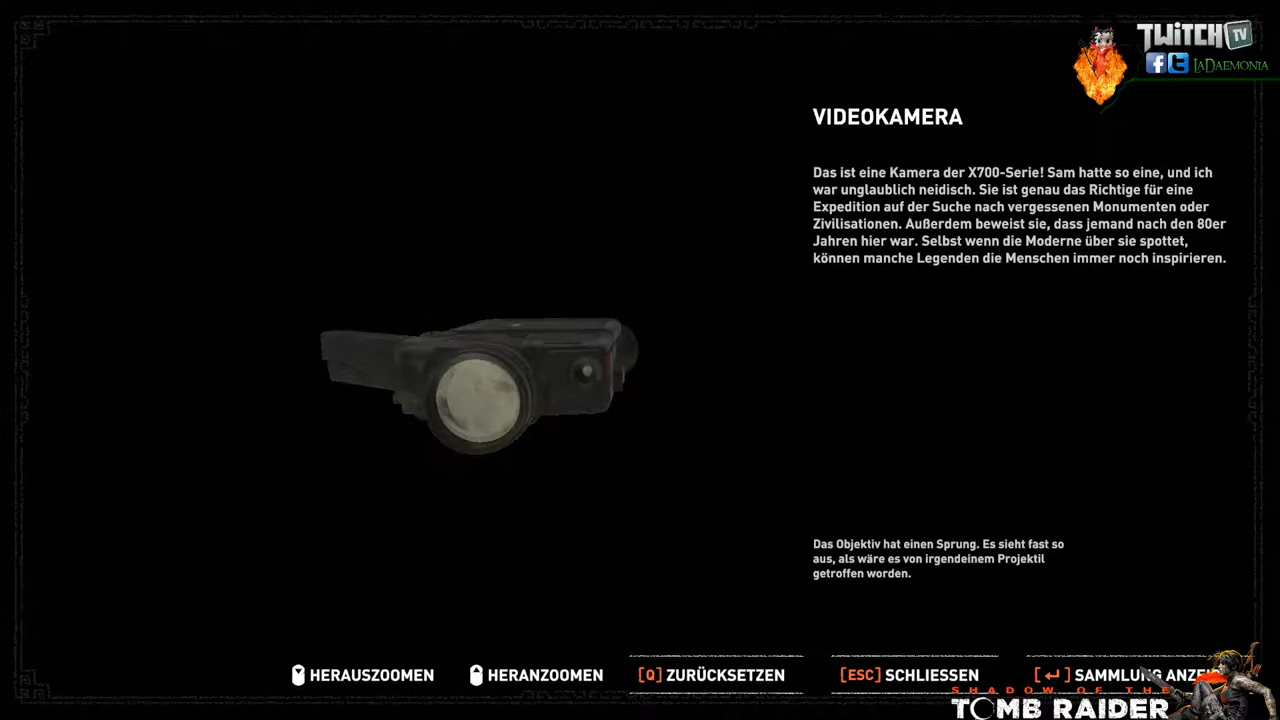 TWiTCH TV
LADAEMONIA
VIDEOKAMERA
Das ist eine Kamera der X700-Serie! Sam hatte so eine, und ich
war unglaublich neidisch. Sie ist genau das Richtige für eine
Expedition auf der Suche nach vergessenen Monumenten oder
Zivilisationen. Außerdem beweist sie, dass jemand nach den 80er
Jahren hier war. Selbst wenn die Moderne über sie spottet,
können manche Legenden die Menschen immer noch inspirieren.
Das Objektiv hat einen Sprung. Es sieht fast so
aus, als wäre es von irgendeinem Projektil
getroffen worden.
HERAUSZOOMEN HERANZOOMEN [Q] ZURÜCKSETZEN [ESC] SCHLIESSEN [↵] SAMMLUNG
SHADOW OF THE
TOMB RAIDER